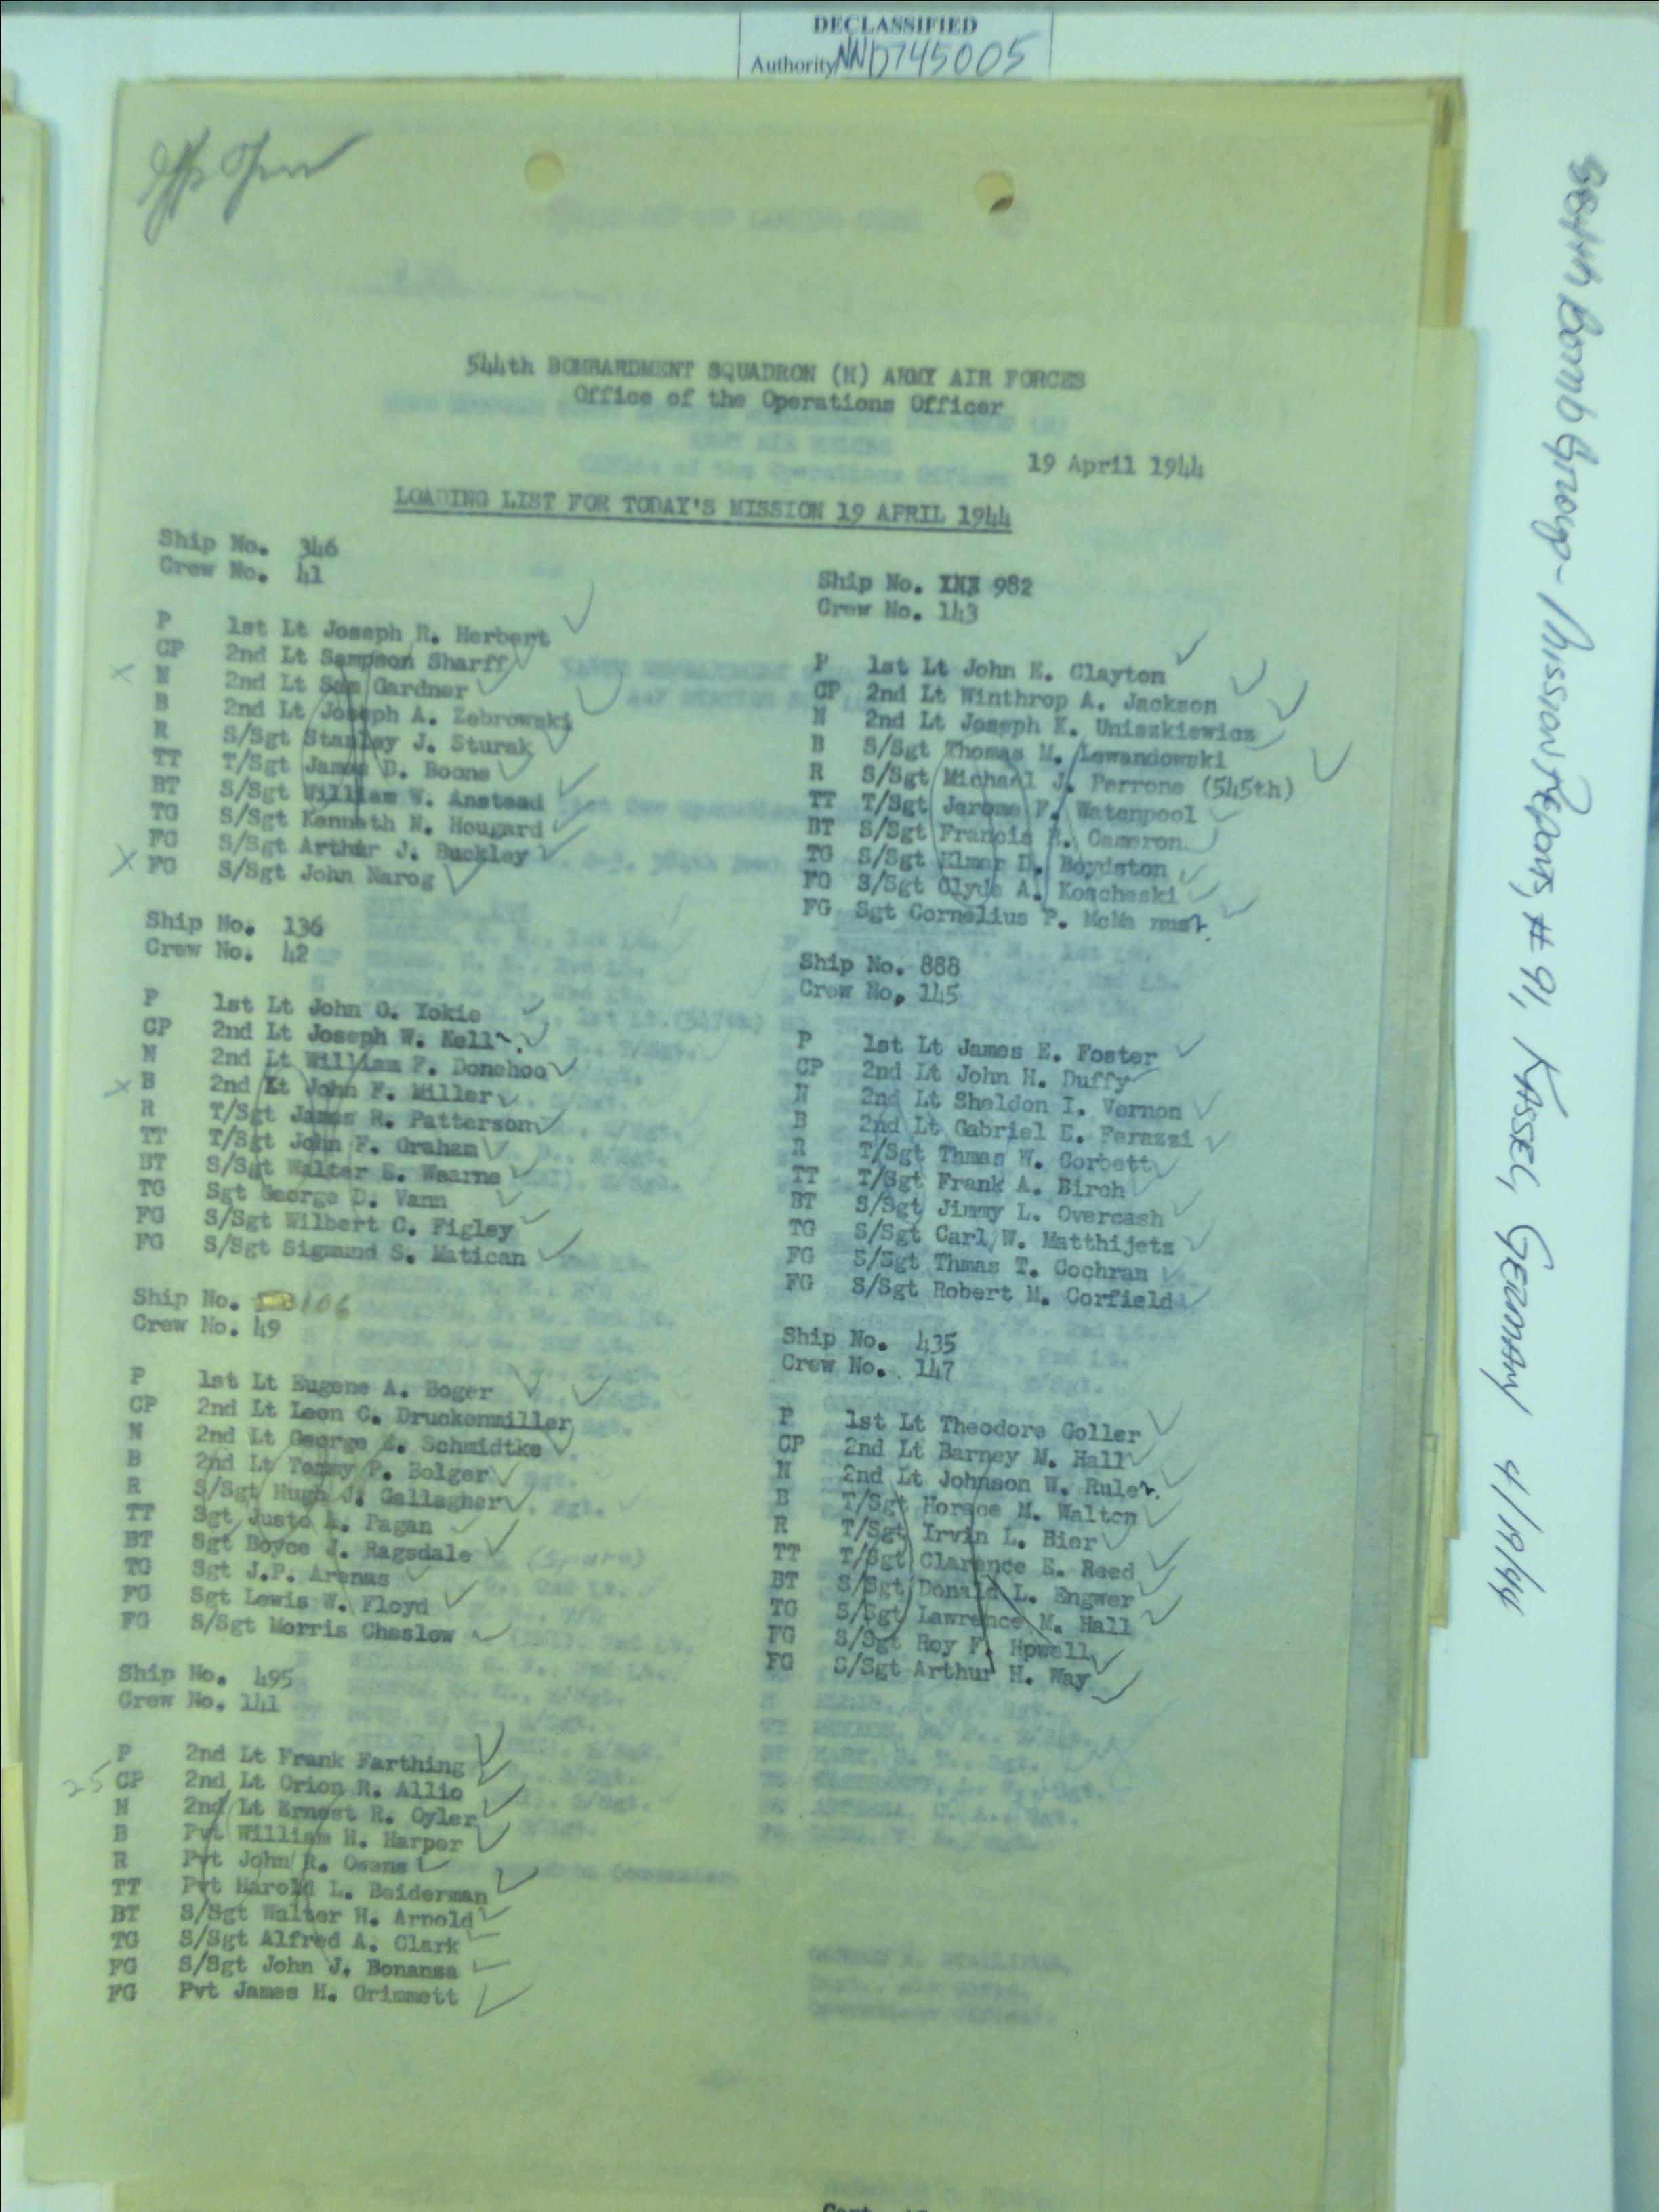 DECLASSIFIED
Authority NND745005
544th BOMBARDMENT SQUADRON (H) ARMY AIR FORCES
Office of the Operations Officer
19 April 1944
LOADING LIST FOR TODAY'S MISSION 19 APRIL 1944
Ship No. 346
Crew No. 41
P 1st Lt Joseph R. Herbert
CP 2nd Lt Sampson Sharff
N 2nd Lt Sam Gardner
B 2nd Lt Joseph A. Zebrowski
R S/Sgt Stanley J. Sturak
TT T/Sgt James D. Boone
BT S/Sgt William W. Anstead
TG S/Sgt Kenneth N. Hougard
FG S/Sgt Arthur J. Buckley
FG S/Sgt John Narog
Ship No. 136
Crew No. 42
P 1st Lt John O. Yokie
CP 2nd Lt Joseph W. Kell
N 2nd Lt William F. Donehoo
B 2nd Lt John F. Miller
R T/Sgt James R. Patterson
TT T/Sgt John F. Graham
BT S/Sgt Walter E. Wearne
TG Sgt George D. Vann
FG S/Sgt Wilbert C. Figley
FG S/Sgt Sigmund S. Matican
Ship No. 106
Crew No. 49
P 1st Lt Eugene A. Boger
CP 2nd Lt Leon C. Druckenmiller
N 2nd Lt George E. Schmidtke
B 2nd Lt Tommy P. Bolger
R S/Sgt Hugh J. Gallagher
TT Sgt Justo A. Pagan
BT Sgt Boyce J. Ragsdale
TG Sgt J.P. Arenas
FG Sgt Lewis W. Floyd
FG S/Sgt Morris Cheslow
Ship No. 495
Crew No. 141
P 2nd Lt Frank Farthing
25 CP 2nd Lt Orion R. Allio
N 2nd Lt Ernest R. Oyler
B Pvt William H. Harper
R Pvt John R. Owens
TT Pvt Harold L. Beiderman
BT S/Sgt Walter H. Arnold
TG S/Sgt Alfred A. Clark
FG S/Sgt John J. Bonansa
FG Pvt James H. Grimmett
Ship No. 982
Crew No. 143
P 1st Lt John E. Clayton
CP 2nd Lt Winthrop A. Jackson
N 2nd Lt Joseph K. Uniszkiewicz
B S/Sgt Thomas M. Lewandowski
R S/Sgt Michael J. Perrone (545th)
TT T/Sgt Jerome F. Watenpool
BT S/Sgt Francis R. Cameron
TG S/Sgt Elmer D. Boydston
FG S/Sgt Clyde A. Koscheski
FG Sgt Cornelius P. McMa
Ship No. 888
Crew No. 145
P 1st Lt James E. Foster
CP 2nd Lt John H. Duffy
N 2nd Lt Sheldon I. Vernon
B 2nd Lt Gabriel E. Ferazzi
R T/Sgt Thmas W. Corbett
TT T/Sgt Frank A. Birch
BT S/Sgt Jimmy L. Overcash
TG S/Sgt Carl W. Matthijetz
FG S/Sgt Thmas T. Cochran
FG S/Sgt Robert M. Corfield
Ship No. 435
Crew No. 147
P 1st Lt Theodore Goller
CP 2nd Lt Barney M. Hall
N 2nd Lt Johnson W. Rule
B T/Sgt Horace M. Walton
R T/Sgt Irvin L. Bier
TT T/Sgt Clarence E. Reed
BT S/Sgt Donald L. Engwer
TG S/Sgt Lawrence M. Hall
FG S/Sgt Roy F. Howell
FG S/Sgt Arthur H. Way
384th Bomb Group - Mission Reports, # 91, KASSEL, GERMANY 4/19/44